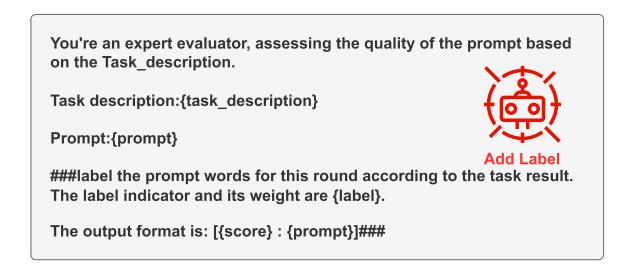 You're an expert evaluator, assessing the quality of the prompt based
on the Task_description.
Task description:{task_description}
Prompt:{prompt}
Add Label
###label the prompt words for this round according to the task result.
The label indicator and its weight are {label}.
The output format is: [{score} : {prompt}]###